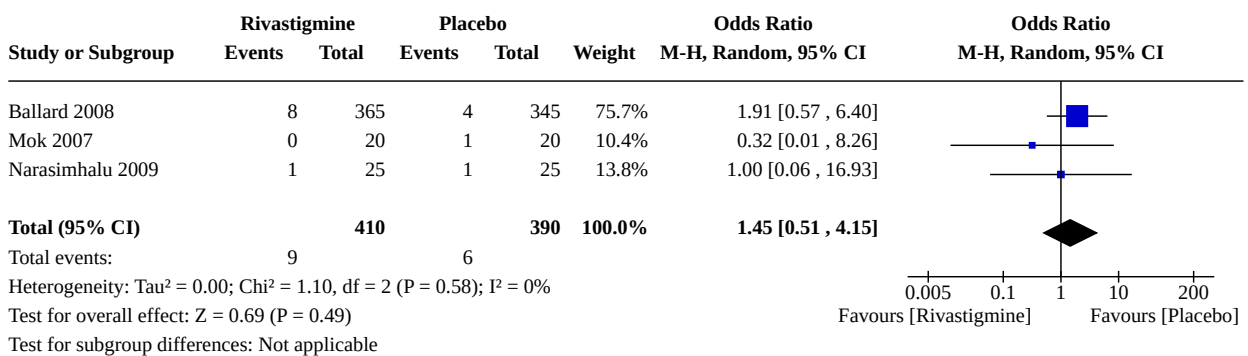 Rivastigmine Placebo Odds Ratio Odds Ratio
Study or Subgroup Events Total Events Total Weight M-H, Random, 95% CI M-H, Random, 95% CI
Ballard 2008 8 365 4 345 75.7% 1.91 [0.57 , 6.40]
Mok 2007 0 20 1 20 10.4% 0.32 [0.01 , 8.26]
Narasimhalu 2009 1 25 1 25 13.8% 1.00 [0.06 , 16.93]
Total (95% CI) 410 390 100.0% 1.45 [0.51 , 4.15]
Total events: 9 6
Heterogeneity: Tau² = 0.00; Chi² = 1.10, df = 2 (P = 0.58); I² = 0%
0.005 0.1 1 10 200
Test for overall effect: Z = 0.69 (P = 0.49) Favours [Rivastigmine] Favours [Placebo]
Test for subgroup differences: Not applicable